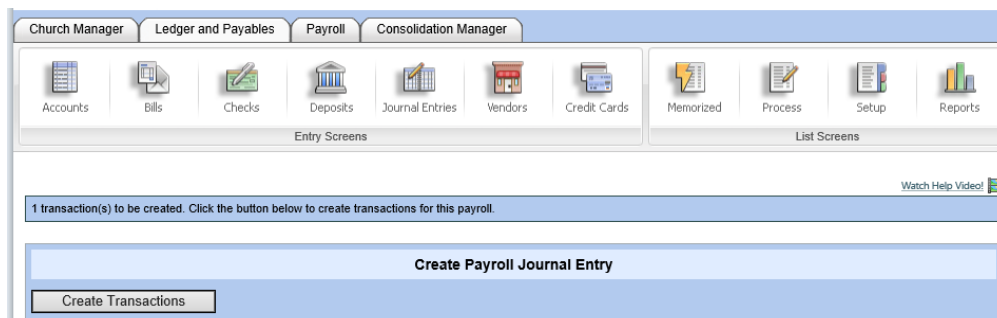 Church Manager Ledger and Payables Payroll Consolidation Manager
Accounts Bills Checks Deposits Journal Entries Vendors Credit Cards Memorized Process Setup Reports
Entry Screens List Screens
Watch Help Video!
1 transaction(s) to be created. Click the button below to create transactions for this payroll.
Create Payroll Journal Entry
Create Transactions